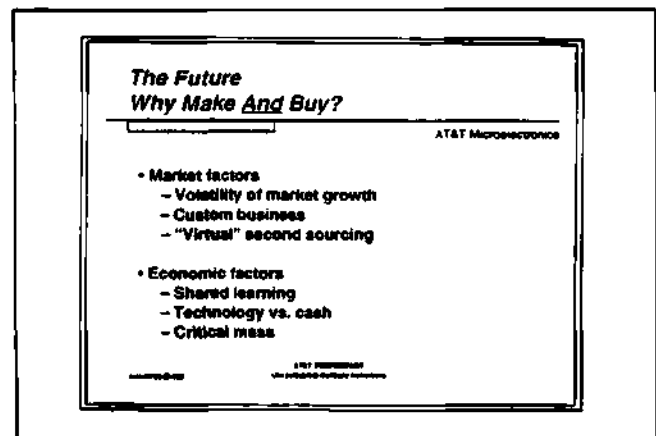 The Future
Why Make And Buy?
AT&T Microelectronics
• Market factors
– Volatility of market growth
– Custom business
– "Virtual" second sourcing
• Economic factors
– Shared learning
– Technology vs. cash
– Critical mass
AT&T